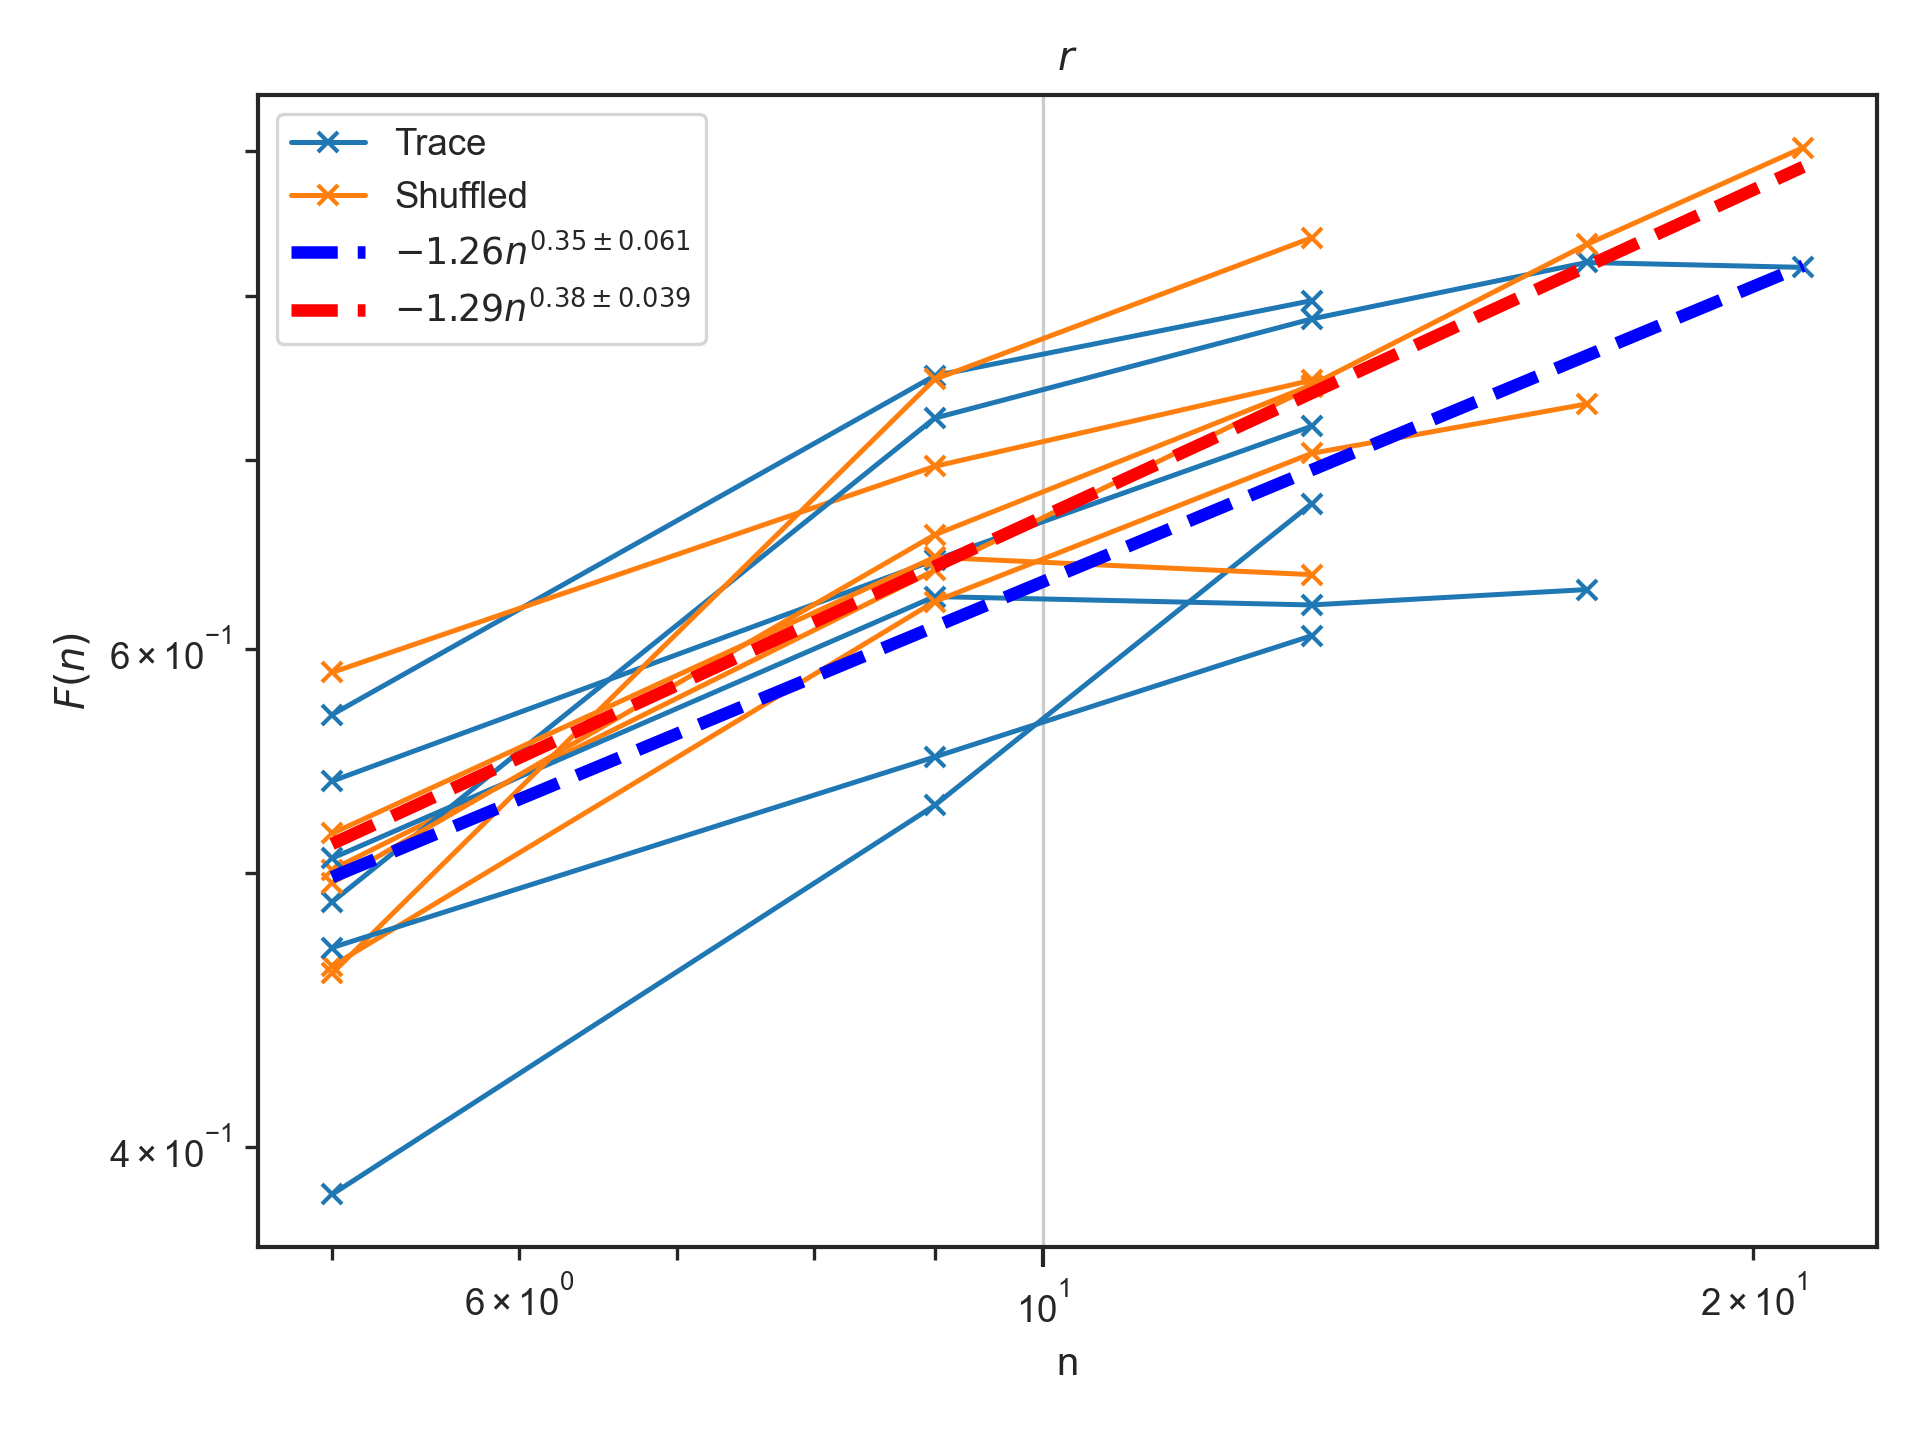 r
Trace
Shuffled
−1.26n^{0.35±0.061}
−1.29n^{0.38±0.039}
F(n)
6×10^{−1}
4×10^{−1}
6×10^{0}
10^{1}
2×10^{1}
n